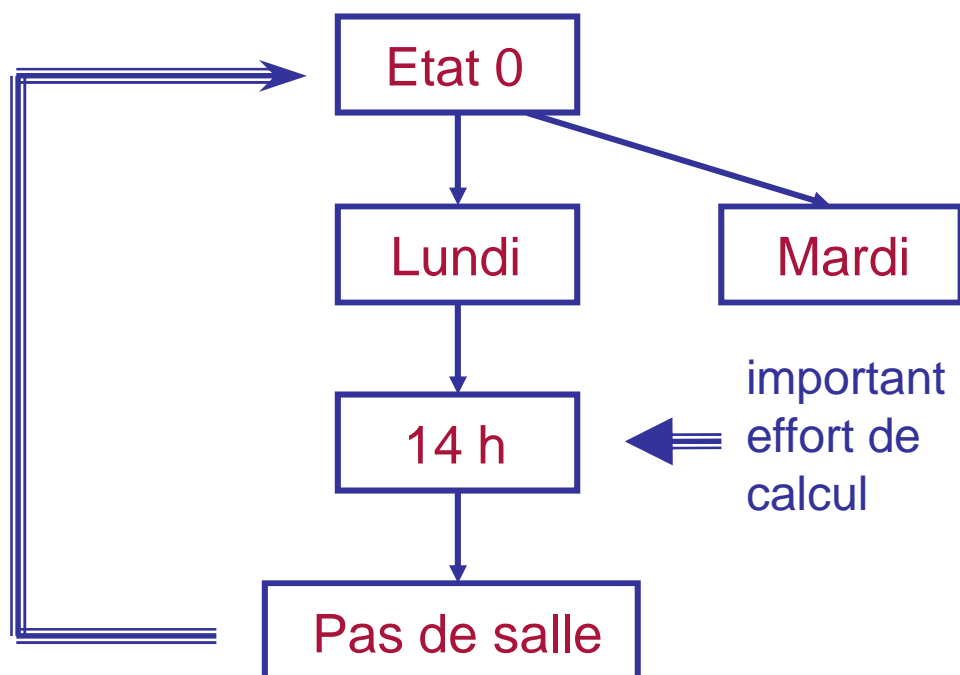 Etat 0
Lundi
Mardi
14 h
important
effort de
calcul
Pas de salle